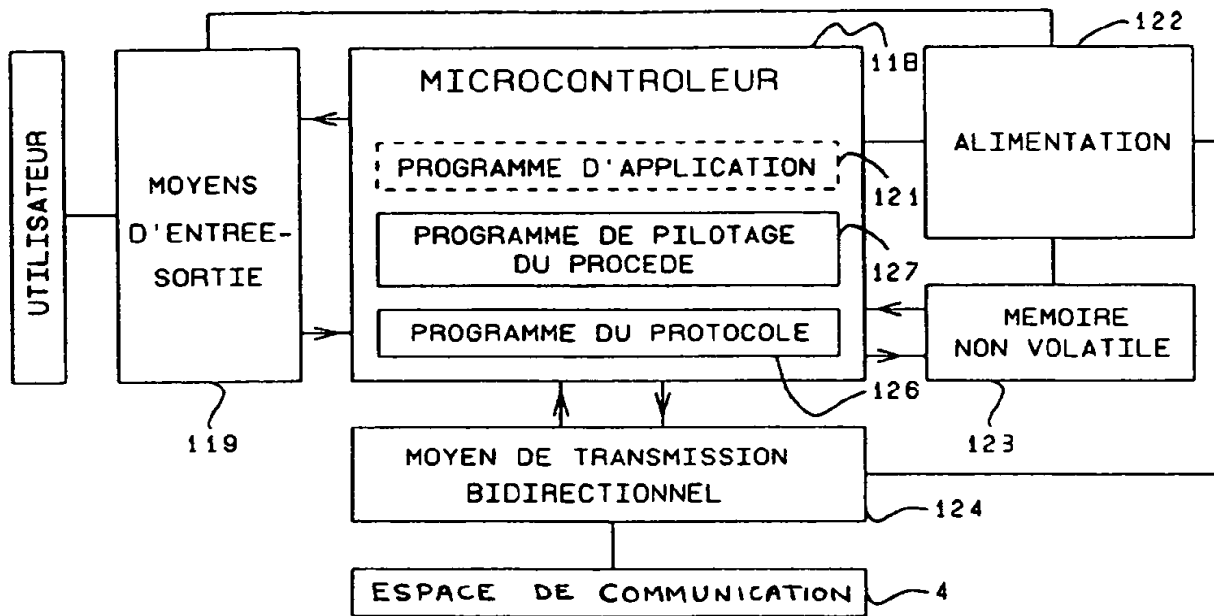 122
118
MICROCONTROLEUR
UTILISATEUR
MOYENS
D'ENTREE-
SORTIE
ALIMENTATION
PROGRAMME D'APPLICATION
121
PROGRAMME DE PILOTAGE
DU PROCEDE
127
PROGRAMME DU PROTOCOLE
MEMOIRE
NON VOLATILE
126
119
123
MOYEN DE TRANSMISSION
BIDIRECTIONNEL
124
ESPACE DE COMMUNICATION
4